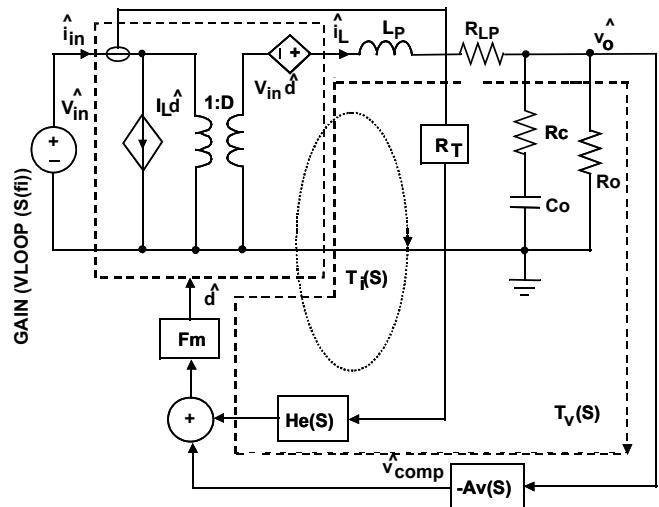 î_in
î_L
L_P
R_LP
v̂_o
V̂_in
+
−
I_L d̂
1:D
V_in d̂
+
R_T
Rc
Ro
Co
T_i(S)
GAIN (VLOOP (S(fi))
d̂
Fm
+
He(S)
T_v(S)
v̂_comp
-Av(S)